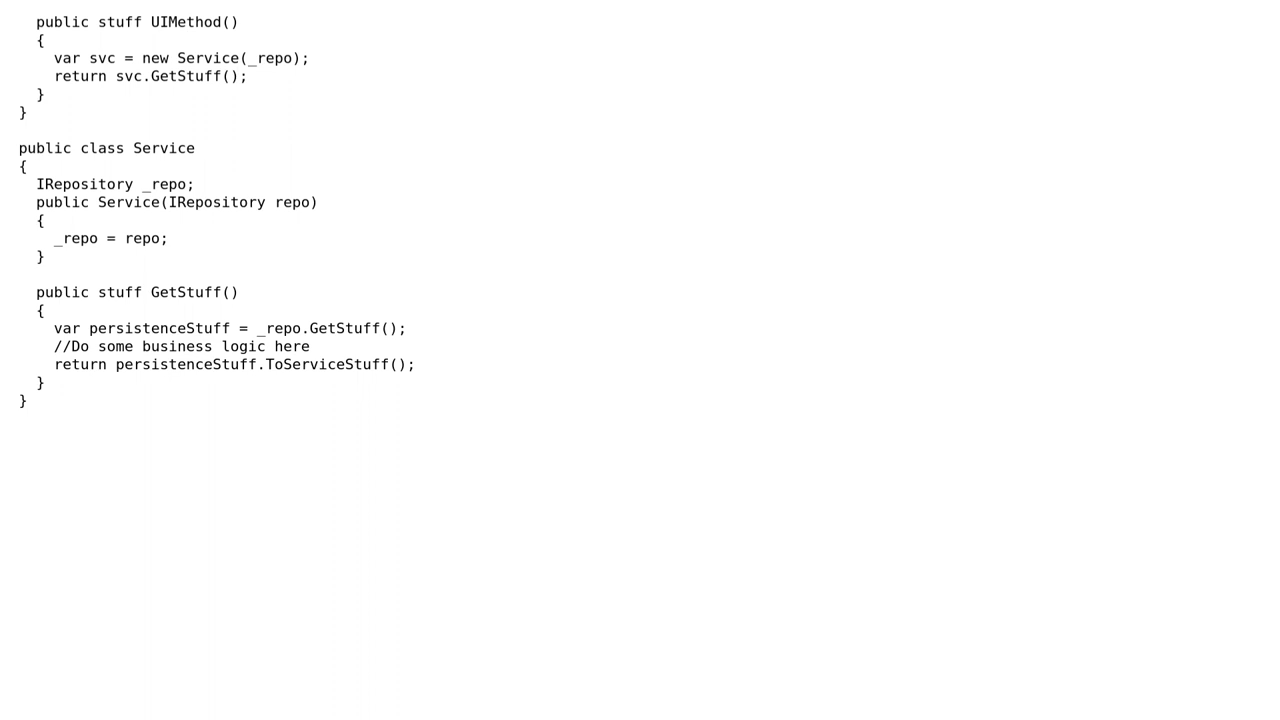 public stuff UIMethod()
  {
    var svc = new Service(_repo);
    return svc.GetStuff();
  }
}

public class Service
{
  IRepository _repo;
  public Service(IRepository repo)
  {
    _repo = repo;
  }

  public stuff GetStuff()
  {
    var persistenceStuff = _repo.GetStuff();
    //Do some business logic here
    return persistenceStuff.ToServiceStuff();
  }
}